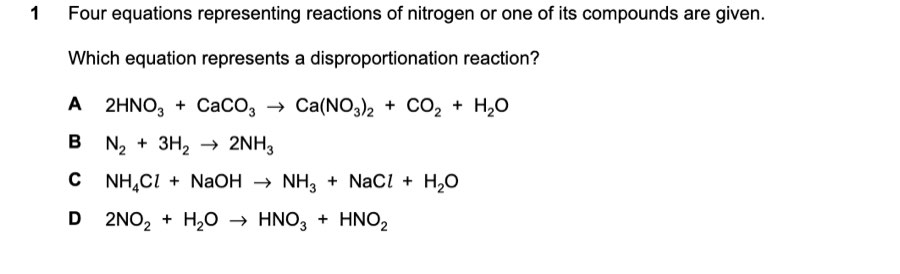 1 Four equations representing reactions of nitrogen or one of its compounds are given.
Which equation represents a disproportionation reaction?
A 2HNO₃ + CaCO₃ → Ca(NO₃)₂ + CO₂ + H₂O
B N₂ + 3H₂ → 2NH₃
C NH₄Cl + NaOH → NH₃ + NaCl + H₂O
D 2NO₂ + H₂O → HNO₃ + HNO₂